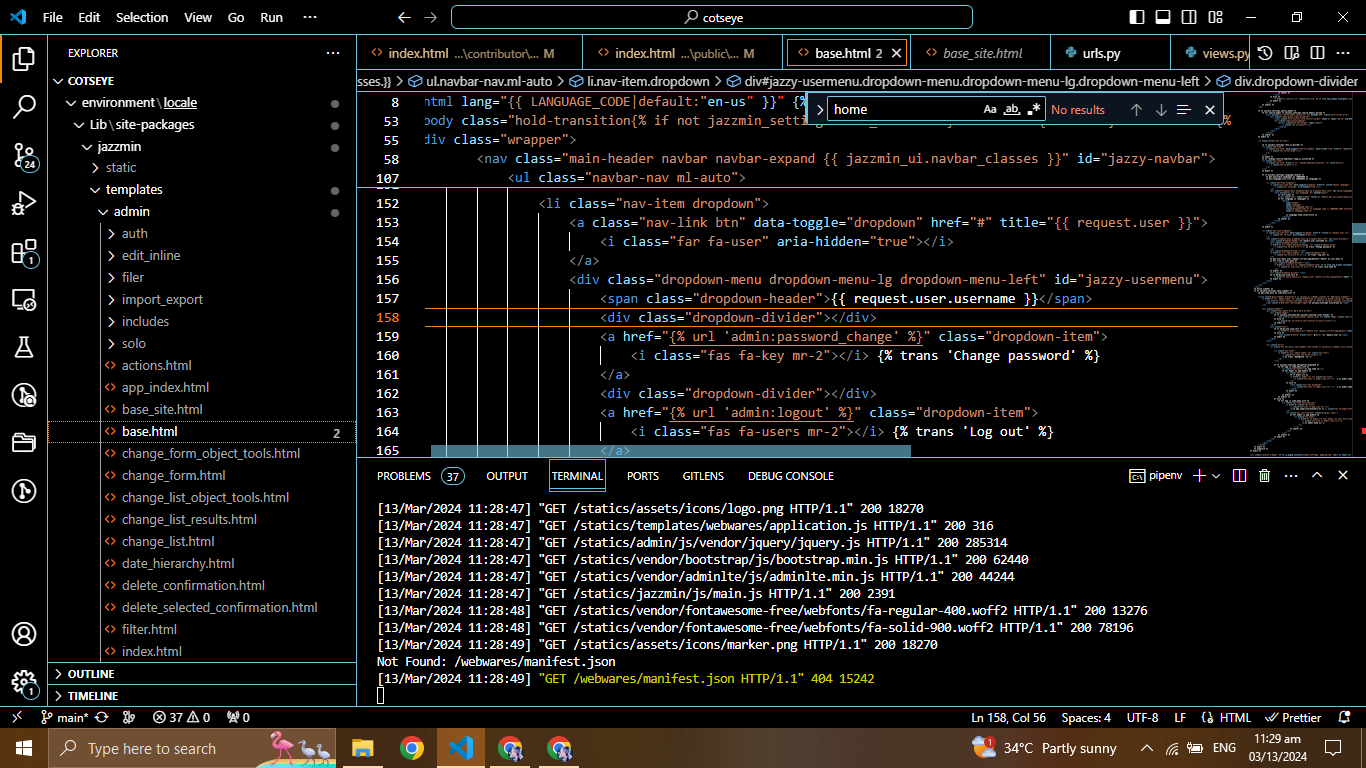 File Edit Selection View Go Run ··· cotseye
EXPLORER ···
COTSEYE
environment\locale
Lib\site-packages
jazzmin
static
templates
admin
auth
edit_inline
filer
import_export
includes
solo
actions.html
app_index.html
base_site.html
base.html 2
change_form_object_tools.html
change_form.html
change_list_object_tools.html
change_list_results.html
change_list.html
date_hierarchy.html
delete_confirmation.html
delete_selected_confirmation.html
filter.html
index.html
OUTLINE
TIMELINE
24
1
1
index.html ...\contributor\... M index.html ...\public\... M base.html 2 base_site.html urls.py views.py
sses.}} > ul.navbar-nav.ml-auto > li.nav-item.dropdown > div#jazzy-usermenu.dropdown-menu.dropdown-menu-lg.dropdown-menu-left > div.dropdown-divider
home Aa ab .* No results
8 html lang="{{ LANGUAGE_CODE|default:"en-us" }}" {%
53 body class="hold-transition{% if not jazzmin_setting
55 div class="wrapper">
58 <nav class="main-header navbar navbar-expand {{ jazzmin_ui.navbar_classes }}" id="jazzy-navbar">
107 <ul class="navbar-nav ml-auto">
152 <li class="nav-item dropdown">
153 <a class="nav-link btn" data-toggle="dropdown" href="#" title="{{ request.user }}">
154 <i class="far fa-user" aria-hidden="true"></i>
155 </a>
156 <div class="dropdown-menu dropdown-menu-lg dropdown-menu-left" id="jazzy-usermenu">
157 <span class="dropdown-header">{{ request.user.username }}</span>
158 <div class="dropdown-divider"></div>
159 <a href="{% url 'admin:password_change' %}" class="dropdown-item">
160 <i class="fas fa-key mr-2"></i> {% trans 'Change password' %}
161 </a>
162 <div class="dropdown-divider"></div>
163 <a href="{% url 'admin:logout' %}" class="dropdown-item">
164 <i class="fas fa-users mr-2"></i> {% trans 'Log out' %}
165 </a>
PROBLEMS 37 OUTPUT TERMINAL PORTS GITLENS DEBUG CONSOLE pipenv
[13/Mar/2024 11:28:47] "GET /statics/assets/icons/logo.png HTTP/1.1" 200 18270
[13/Mar/2024 11:28:47] "GET /statics/templates/webwares/application.js HTTP/1.1" 200 316
[13/Mar/2024 11:28:47] "GET /statics/admin/js/vendor/jquery/jquery.js HTTP/1.1" 200 285314
[13/Mar/2024 11:28:47] "GET /statics/vendor/bootstrap/js/bootstrap.min.js HTTP/1.1" 200 62440
[13/Mar/2024 11:28:47] "GET /statics/vendor/adminlte/js/adminlte.min.js HTTP/1.1" 200 44244
[13/Mar/2024 11:28:47] "GET /statics/jazzmin/js/main.js HTTP/1.1" 200 2391
[13/Mar/2024 11:28:48] "GET /statics/vendor/fontawesome-free/webfonts/fa-regular-400.woff2 HTTP/1.1" 200 13276
[13/Mar/2024 11:28:48] "GET /statics/vendor/fontawesome-free/webfonts/fa-solid-900.woff2 HTTP/1.1" 200 78196
[13/Mar/2024 11:28:49] "GET /statics/assets/icons/marker.png HTTP/1.1" 200 18270
Not Found: /webwares/manifest.json
[13/Mar/2024 11:28:49] "GET /webwares/manifest.json HTTP/1.1" 404 15242
main* 37 0 0 Ln 158, Col 56 Spaces: 4 UTF-8 LF HTML Prettier
Type here to search 1 34°C Partly sunny ENG 11:29 am
03/13/2024